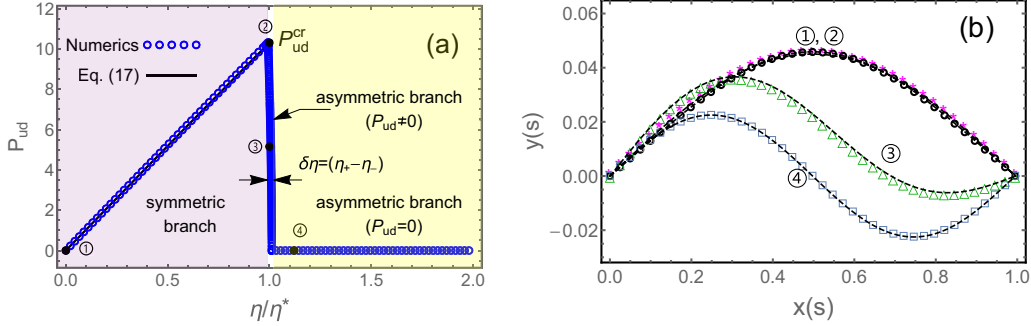 (a)
12
10
8
6
4
2
0
P_ud
Numerics
Eq. (17)
②
P_ud^cr
asymmetric branch
(P_ud≠0)
③
δη=(η₊−η₋)
symmetric
branch
asymmetric branch
(P_ud=0)
①
④
0.0 0.5 1.0 1.5 2.0
η/η*
(b)
0.06
0.04
0.02
0.00
−0.02
y(s)
①, ②
③
④
0.0 0.2 0.4 0.6 0.8 1.0
x(s)